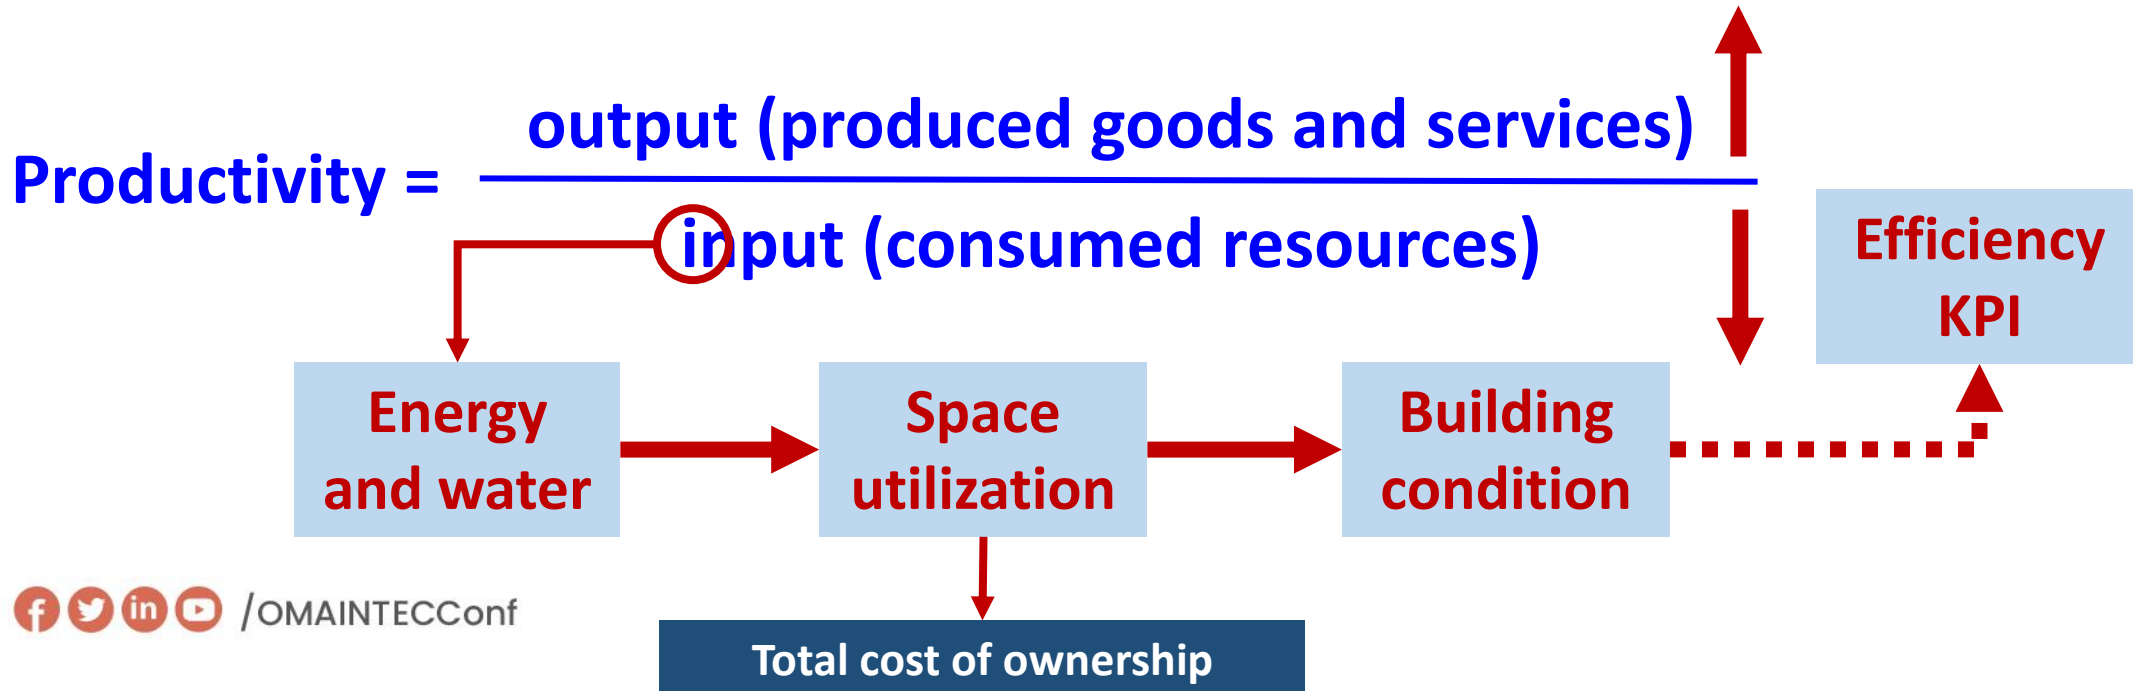 output (produced goods and services)
Productivity =
input (consumed resources)
Efficiency
KPI
Energy
and water
Space
utilization
Building
condition
/OMAINTECConf
Total cost of ownership